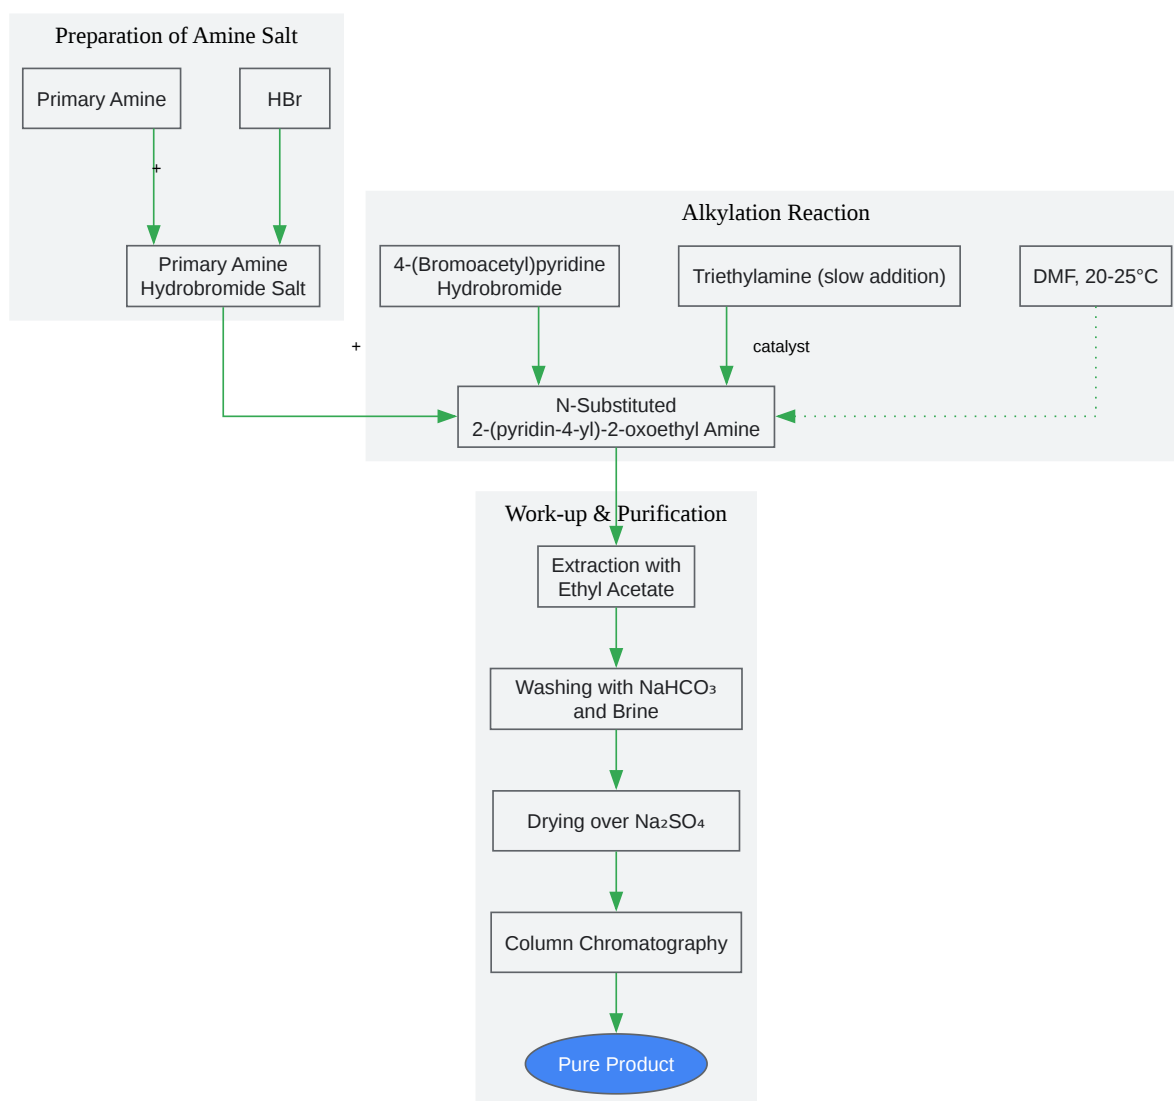 Preparation of Amine Salt
Primary Amine
HBr
+
Primary Amine
Hydrobromide Salt
Alkylation Reaction
4-(Bromoacetyl)pyridine
Hydrobromide
Triethylamine (slow addition)
DMF, 20-25°C
+
catalyst
N-Substituted
2-(pyridin-4-yl)-2-oxoethyl Amine
Work-up & Purification
Extraction with
Ethyl Acetate
Washing with NaHCO₃
and Brine
Drying over Na₂SO₄
Column Chromatography
Pure Product